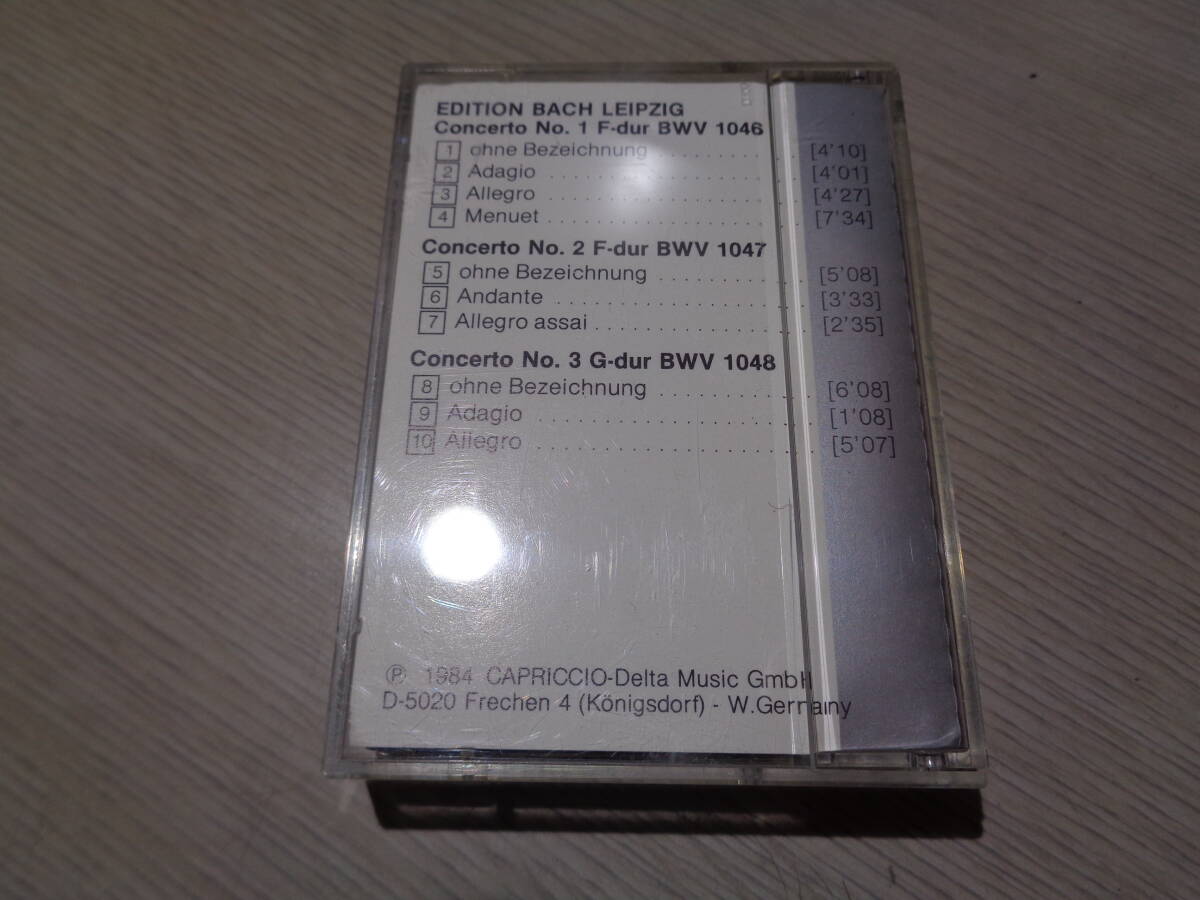 EDITION BACH LEIPZIG
Concerto No. 1 F-dur BWV 1046
1 ohne Bezeichnung . . . . . . . . . . . . [4'10]
2 Adagio . . . . . . . . . . . . . . . . . . . . . [4'01]
3 Allegro . . . . . . . . . . . . . . . . . . . . . [4'27]
4 Menuet . . . . . . . . . . . . . . . . . . . . . [7'34]
Concerto No. 2 F-dur BWV 1047
5 ohne Bezeichnung . . . . . . . . . . . . [5'08]
6 Andante . . . . . . . . . . . . . . . . . . . . [3'33]
7 Allegro assai . . . . . . . . . . . . . . . . . [2'35]
Concerto No. 3 G-dur BWV 1048
8 ohne Bezeichnung . . . . . . . . . . . . [6'08]
9 Adagio . . . . . . . . . . . . . . . . . . . . . [1'08]
10 Allegro . . . . . . . . . . . . . . . . . . . . . [5'07]
Ⓟ 1984 CAPRICCIO-Delta Music GmbH
D-5020 Frechen 4 (Königsdorf) - W.Germany